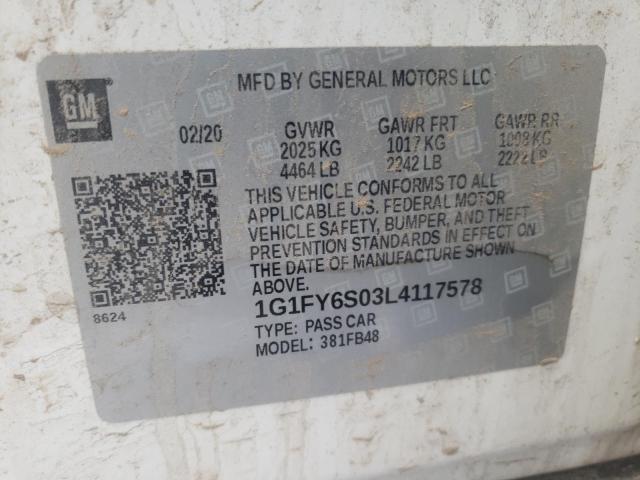 MFD BY GENERAL MOTORS LLC
GM
02/20 GVWR GAWR FRT GAWR RR
2025 KG 1017 KG 1008 KG
4464 LB 2242 LB 2222 LB
THIS VEHICLE CONFORMS TO ALL
APPLICABLE U.S. FEDERAL MOTOR
VEHICLE SAFETY, BUMPER, AND THEFT
PREVENTION STANDARDS IN EFFECT ON
THE DATE OF MANUFACTURE SHOWN
ABOVE.
1G1FY6S03L4117578
8624
TYPE: PASS CAR
MODEL: 381FB48